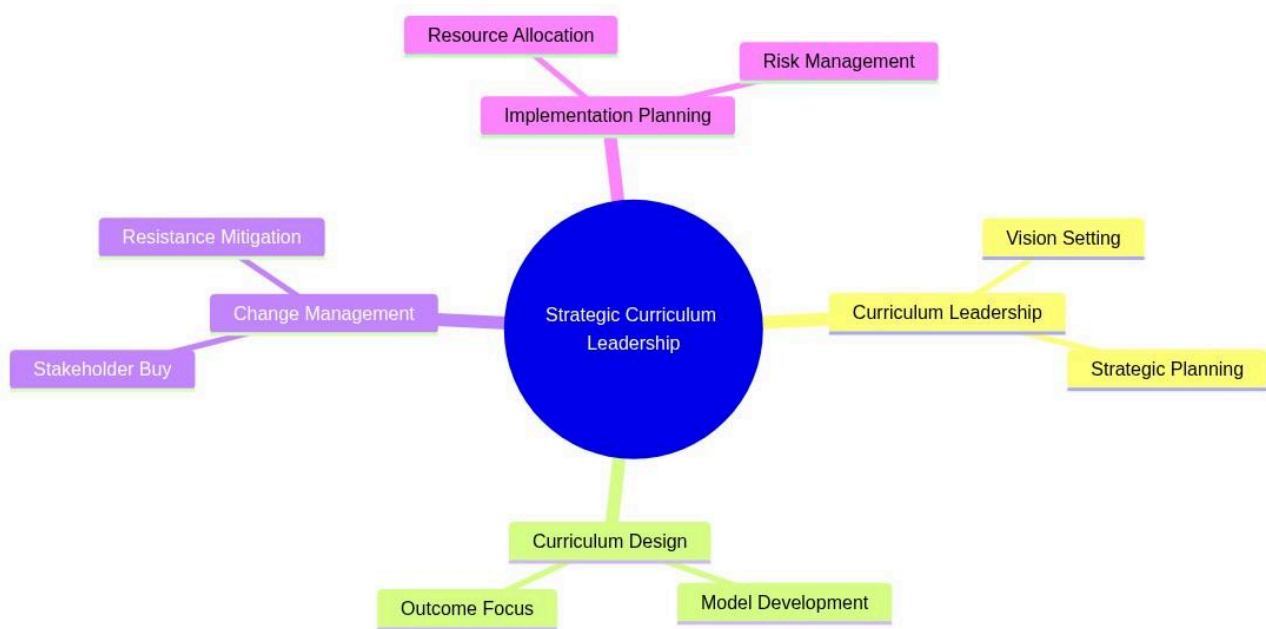 Resource Allocation
Risk Management
Implementation Planning
Resistance Mitigation
Vision Setting
Change Management
Strategic Curriculum
Leadership
Curriculum Leadership
Stakeholder Buy
Strategic Planning
Curriculum Design
Outcome Focus
Model Development